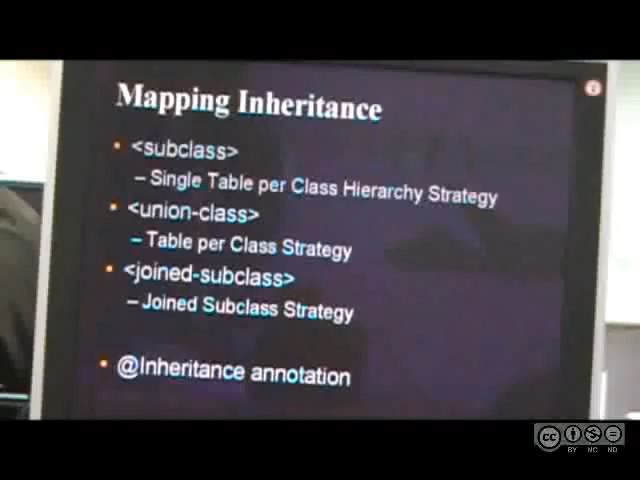 Mapping Inheritance
• <subclass>
– Single Table per Class Hierarchy Strategy
• <union-class>
– Table per Class Strategy
• <joined-subclass>
– Joined Subclass Strategy
• @Inheritance annotation
cc
BY NC ND